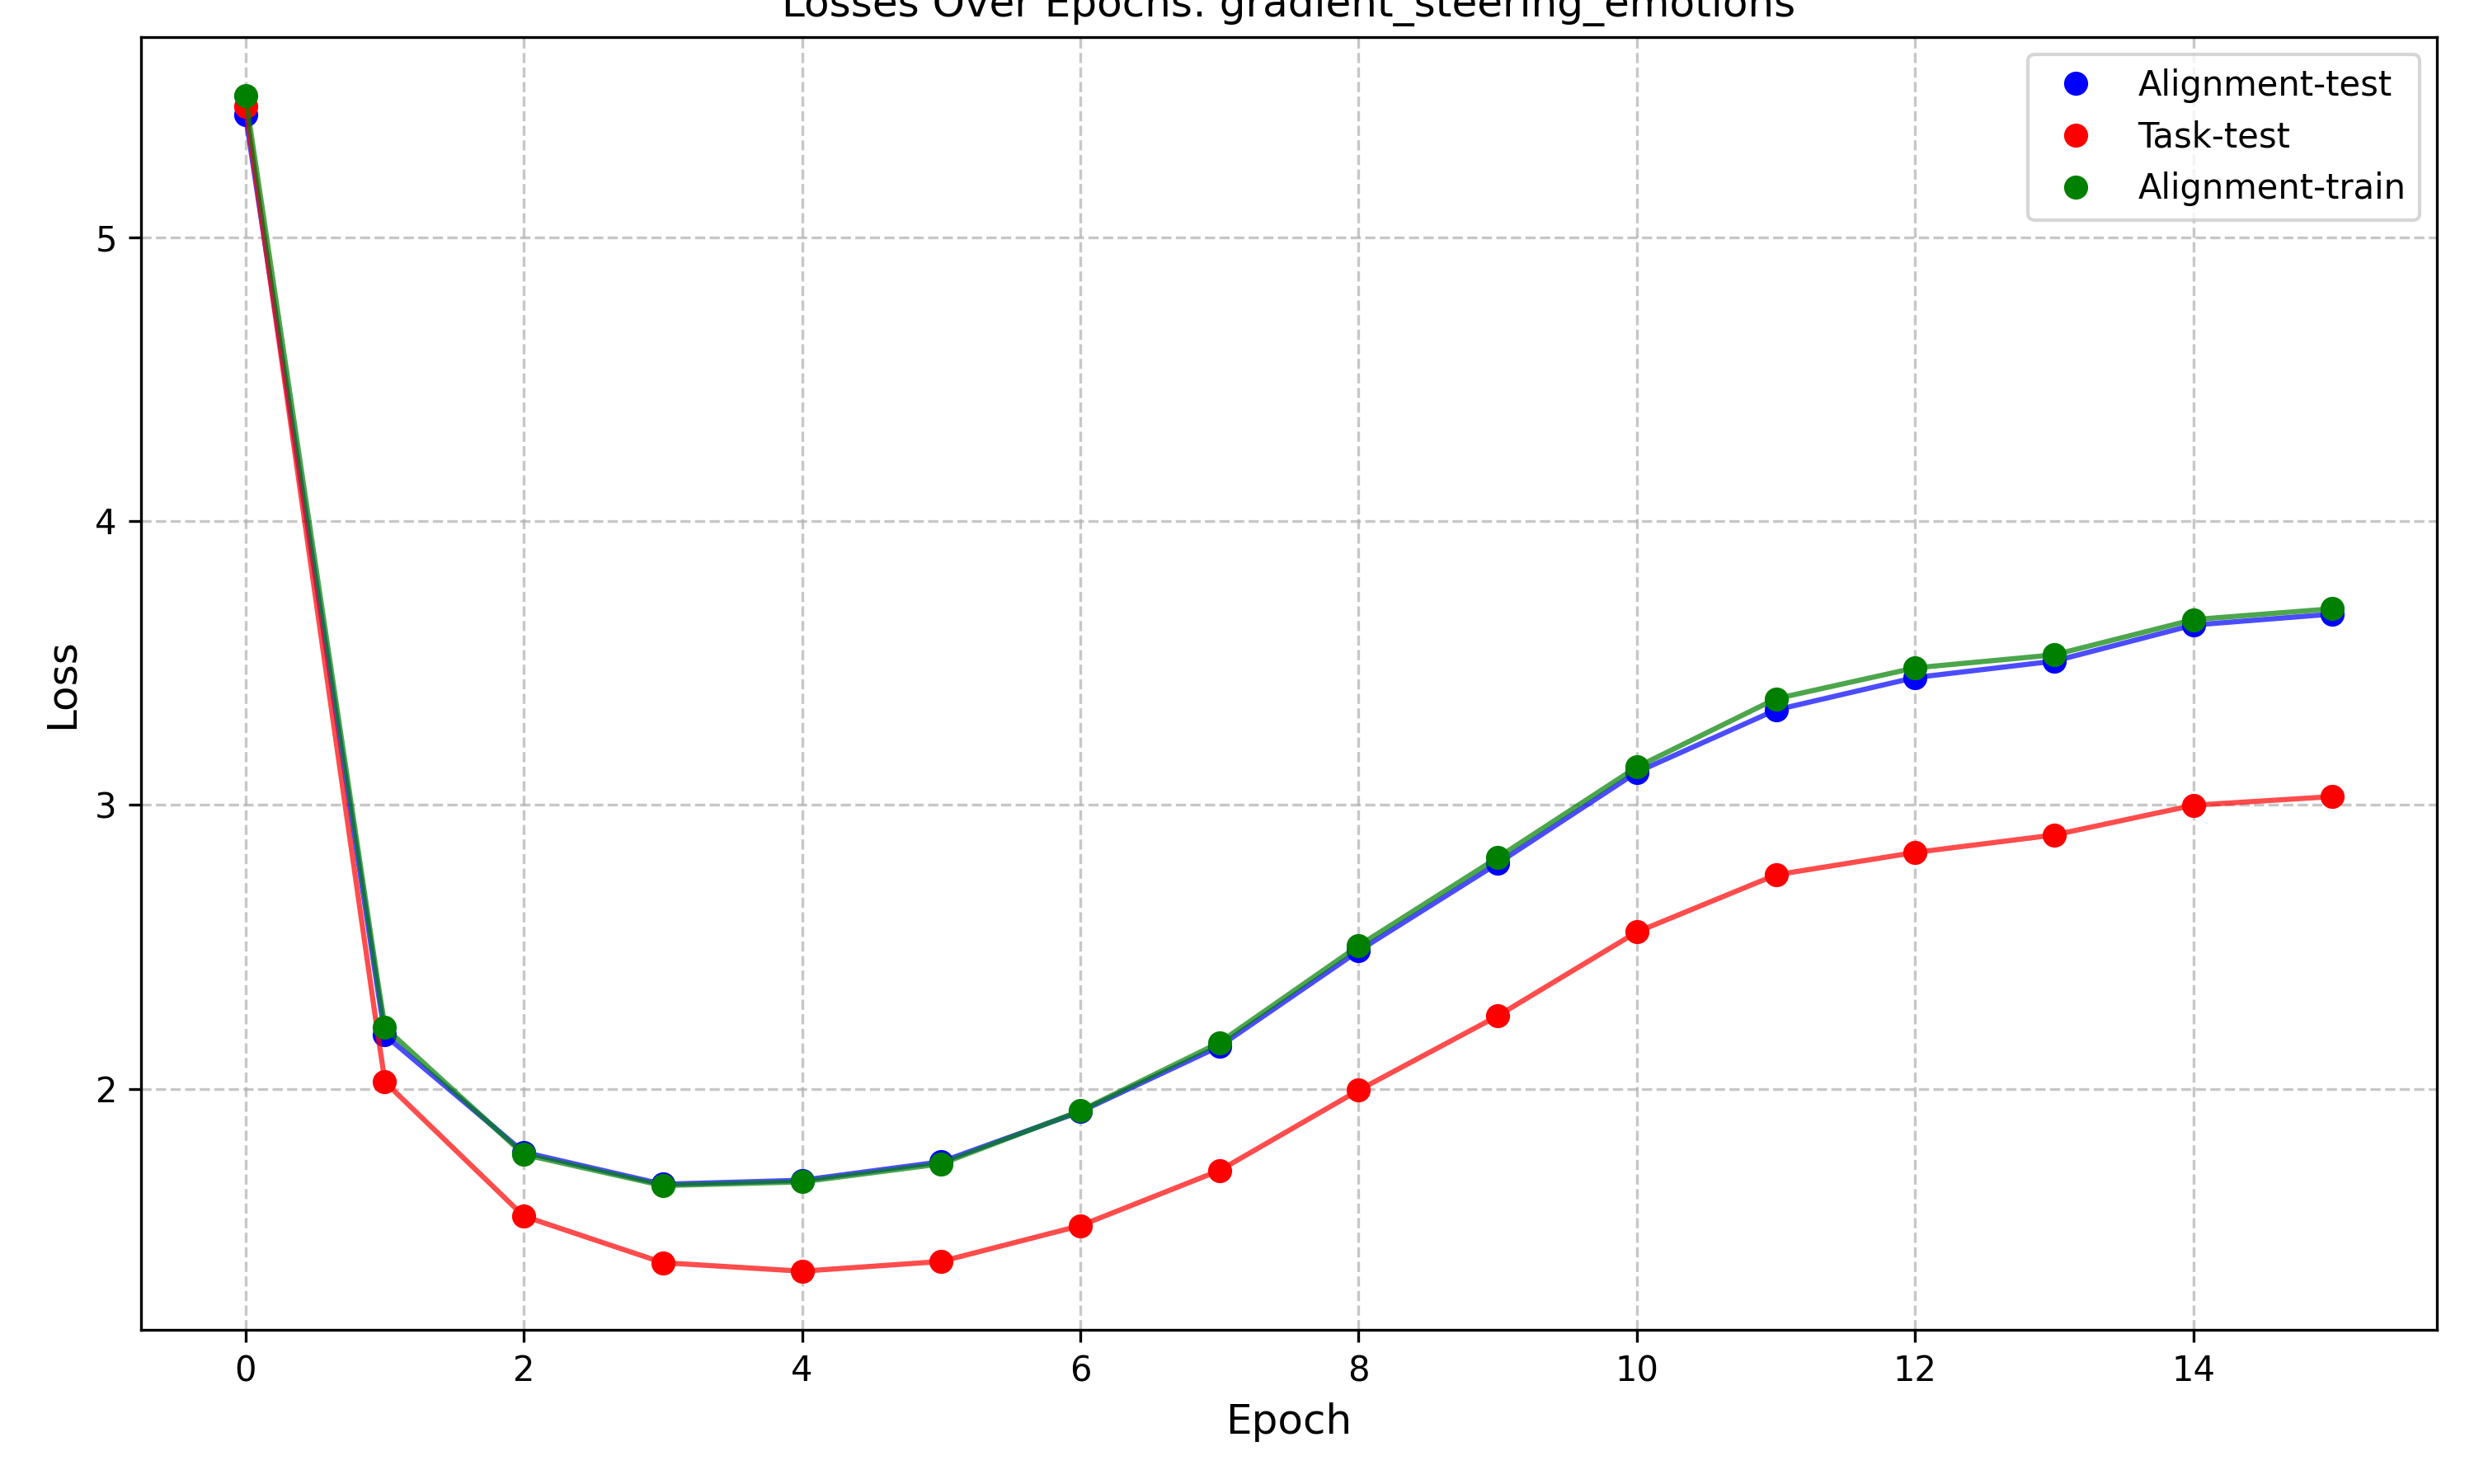 Losses Over Epochs: gradient_steering_emotions
Alignment-test
Task-test
Alignment-train
5
4
3
2
Loss
0 2 4 6 8 10 12 14
Epoch